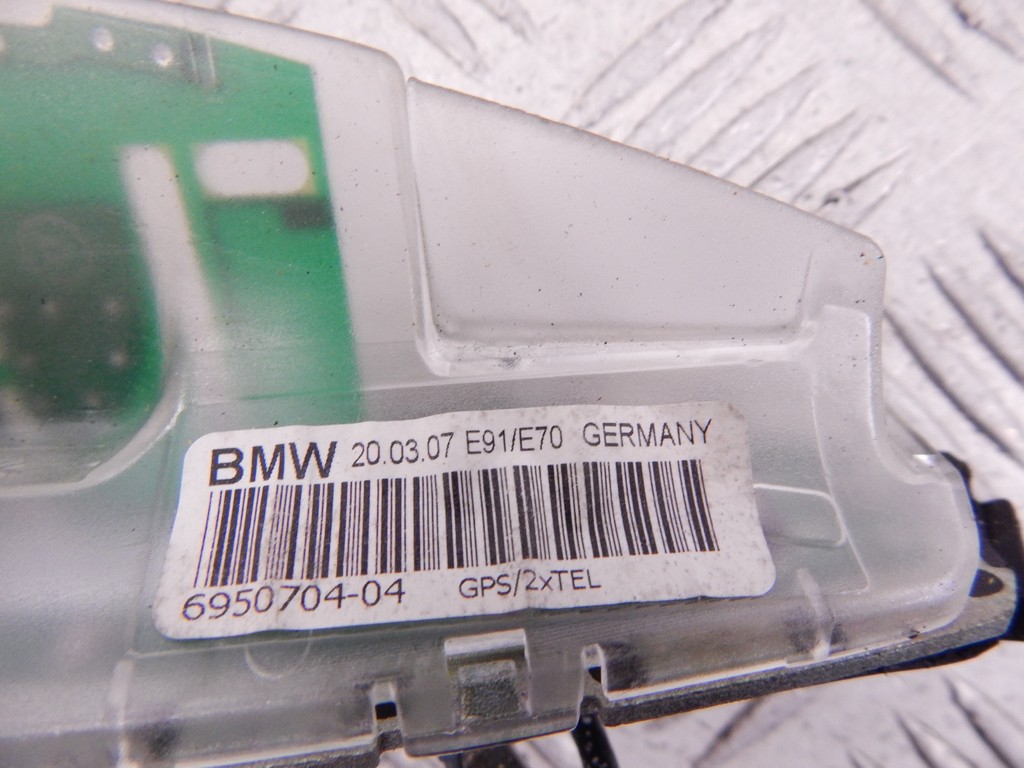 BMW 20.03.07 E91/E70 GERMANY
6950704-04 GPS/2xTEL